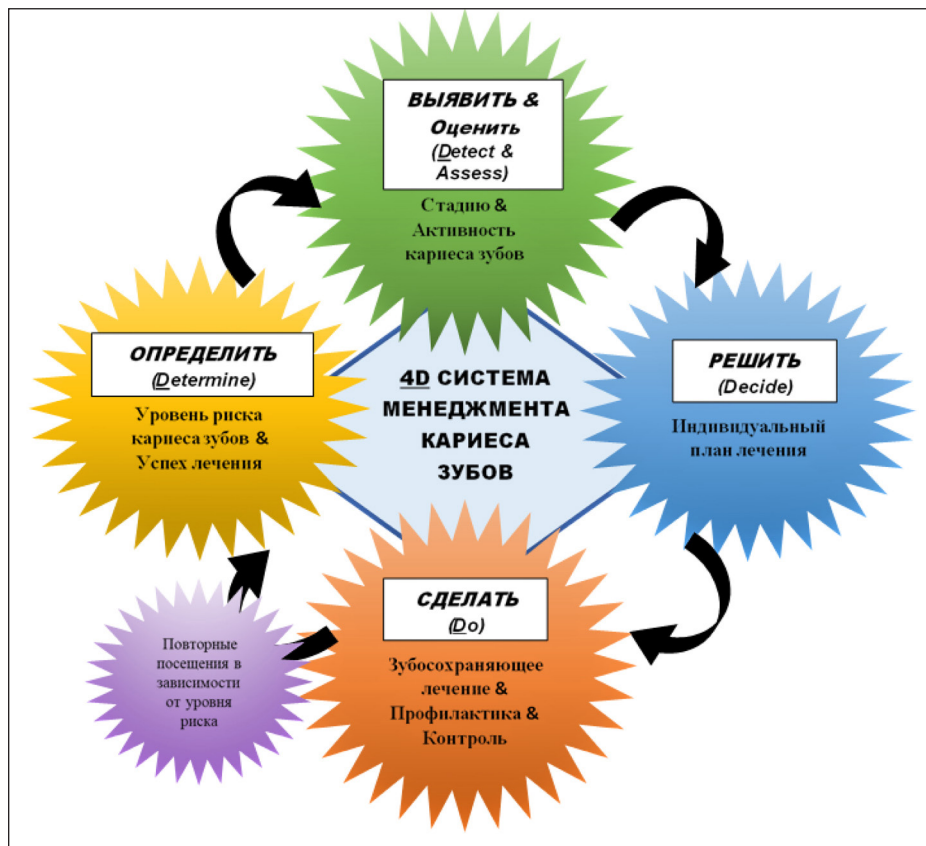 ВЫЯВИТЬ &
Оценить
(Detect &
Assess)
Стадию &
Активность
кариеса зубов
ОПРЕДЕЛИТЬ
(Determine)
Уровень риска
кариеса зубов &
Успех лечения
4D СИСТЕМА
МЕНЕДЖМЕНТА
КАРИЕСА
ЗУБОВ
РЕШИТЬ
(Decide)
Индивидуальный
план лечения
СДЕЛАТЬ
(Do)
Зубосохраняющее
лечение &
Профилактика &
Контроль
Повторные
посещения в
зависимости
от уровня
риска